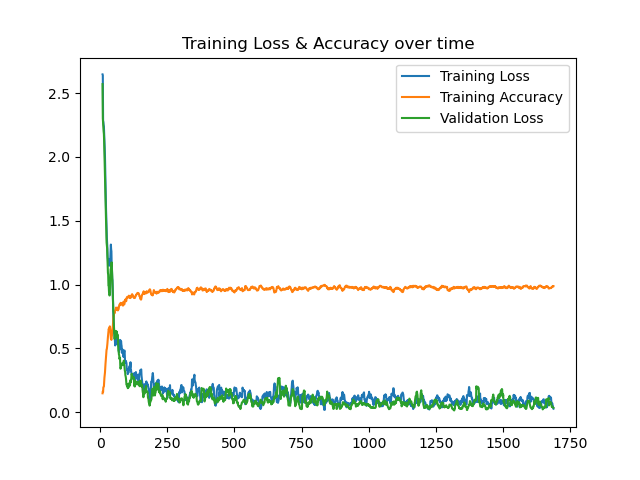 Training Loss & Accuracy over time
Training Loss
Training Accuracy
Validation Loss
2.5
2.0
1.5
1.0
0.5
0.0
0 250 500 750 1000 1250 1500 1750